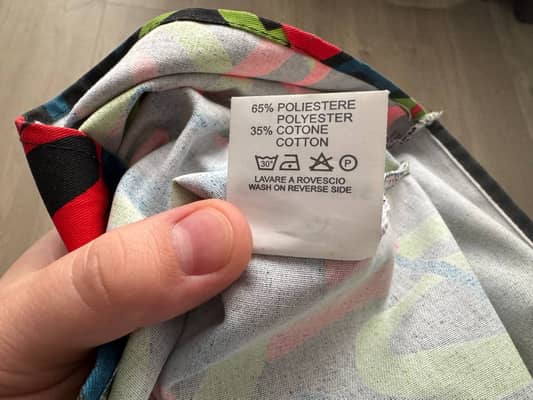 65% POLIESTERE
POLYESTER
35% COTONE
COTTON
30° P
LAVARE A ROVESCIO
WASH ON REVERSE SIDE